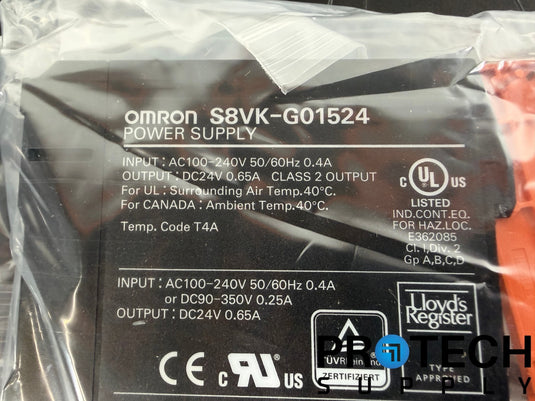 OMRON S8VK-G01524
POWER SUPPLY
INPUT : AC100-240V 50/60Hz 0.4A
OUTPUT : DC24V 0.65A CLASS 2 OUTPUT
For UL : Surrounding Air Temp.40°C.
For CANADA : Ambient Temp.40°C.
Temp. Code T4A
C UL US
LISTED
IND.CONT.EQ.
FOR HAZ.LOC.
E362085
Cl. I, Div. 2
Gp A,B,C,D
INPUT : AC100-240V 50/60Hz 0.4A
or DC90-350V 0.25A
OUTPUT : DC24V 0.65A
CE
C RU US
TÜVRheinland
ZERTIFIZIERT
Lloyd's
Register
TYPE
APPROVED
PROTECH
SUPPLY